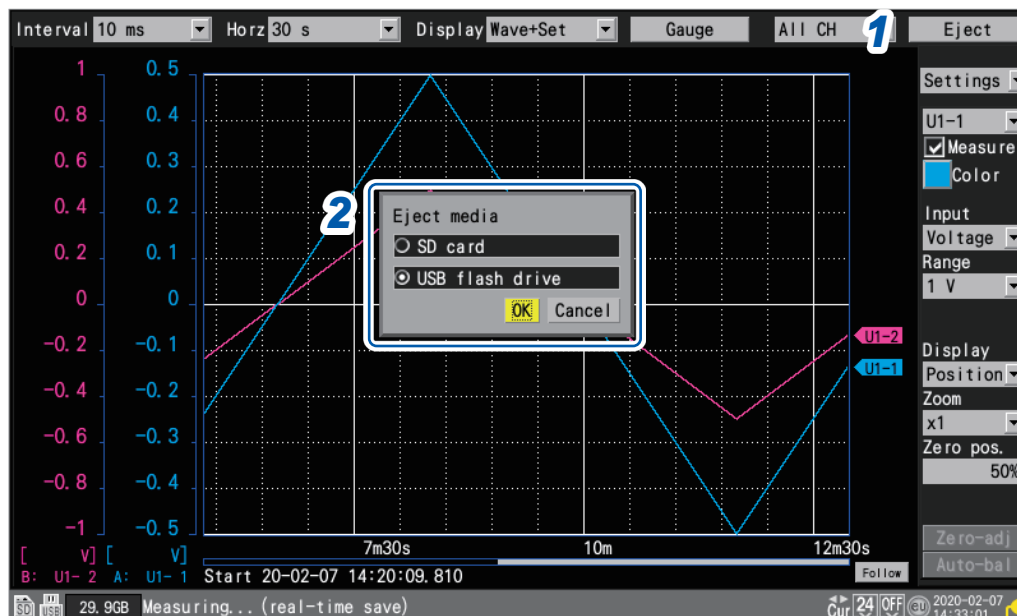 Interval 10 ms Horz 30 s Display Wave+Set Gauge All CH 1 Eject
1 0.5
0.8 0.4
0.6 0.3
0.4 0.2
0.2 0.1
0 0
-0.2 -0.1
-0.4 -0.2
-0.6 -0.3
-0.8 -0.4
-1 -0.5
[ V] [ V]
B: U1- 2 A: U1- 1
2
Eject media
SD card
USB flash drive
OK Cancel
U1-2
U1-1
7m30s 10m 12m30s
Start 20-02-07 14:20:09.810
Follow
Settings
U1-1
Measure
Color
Input
Voltage
Range
1 V
Display
Position
Zoom
x1
Zero pos.
50%
Zero-adj
Auto-bal
SD USB 29.9GB Measuring...(real-time save)
Cur 24 OFF 2020-02-07
14:33:01